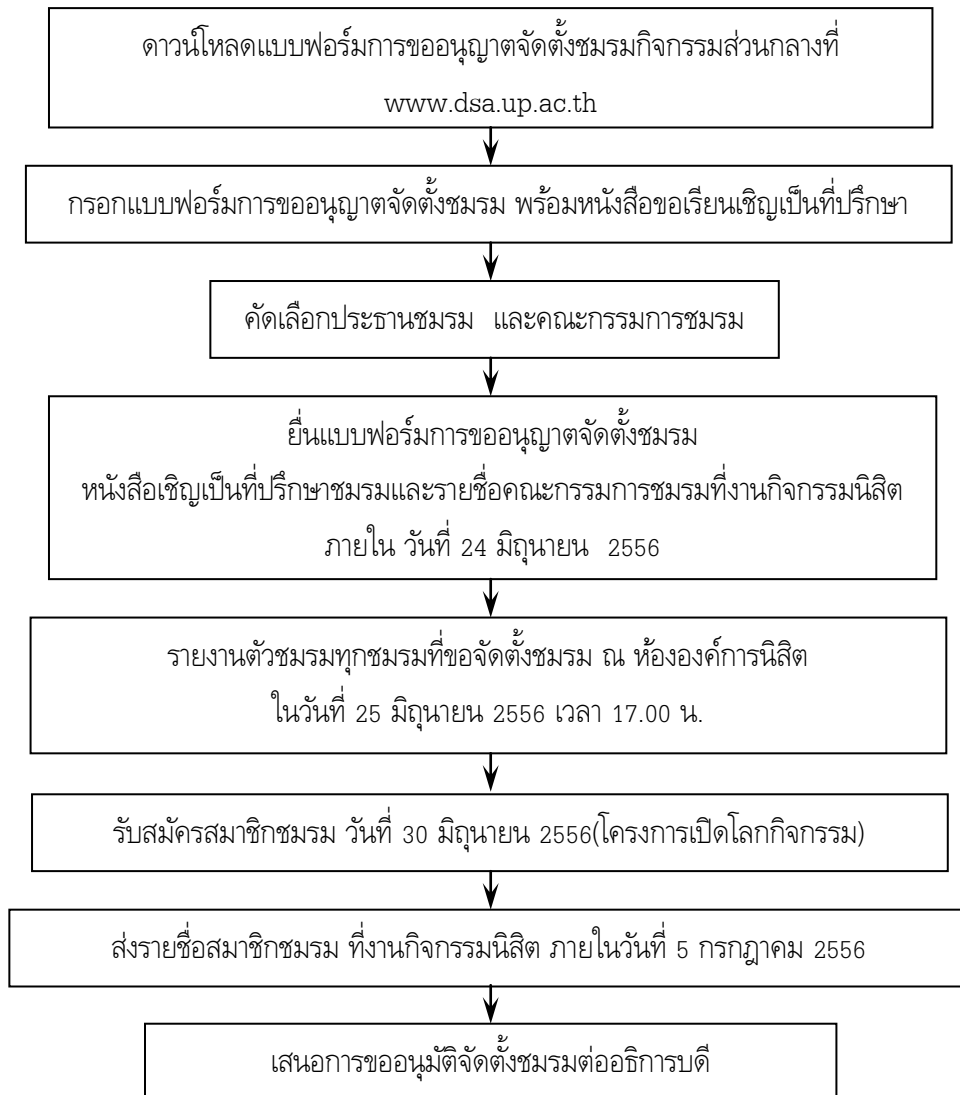 ดาวน์โหลดแบบฟอร์มการขออนุญาตจัดตั้งชมรมกิจกรรมส่วนกลางที่
www.dsa.up.ac.th
กรอกแบบฟอร์มการขออนุญาตจัดตั้งชมรม พร้อมหนังสือขอเรียนเชิญเป็นที่ปรึกษา
คัดเลือกประธานชมรม และคณะกรรมการชมรม
ยื่นแบบฟอร์มการขออนุญาตจัดตั้งชมรม
หนังสือเชิญเป็นที่ปรึกษาชมรมและรายชื่อคณะกรรมการชมรมที่งานกิจกรรมนิสิต
ภายใน วันที่ 24 มิถุนายน 2556
รายงานตัวชมรมทุกชมรมที่ขอจัดตั้งชมรม ณ ห้ององค์การนิสิต
ในวันที่ 25 มิถุนายน 2556 เวลา 17.00 น.
รับสมัครสมาชิกชมรม วันที่ 30 มิถุนายน 2556(โครงการเปิดโลกกิจกรรม)
ส่งรายชื่อสมาชิกชมรม ที่งานกิจกรรมนิสิต ภายในวันที่ 5 กรกฎาคม 2556
เสนอการขออนุมัติจัดตั้งชมรมต่ออธิการบดี